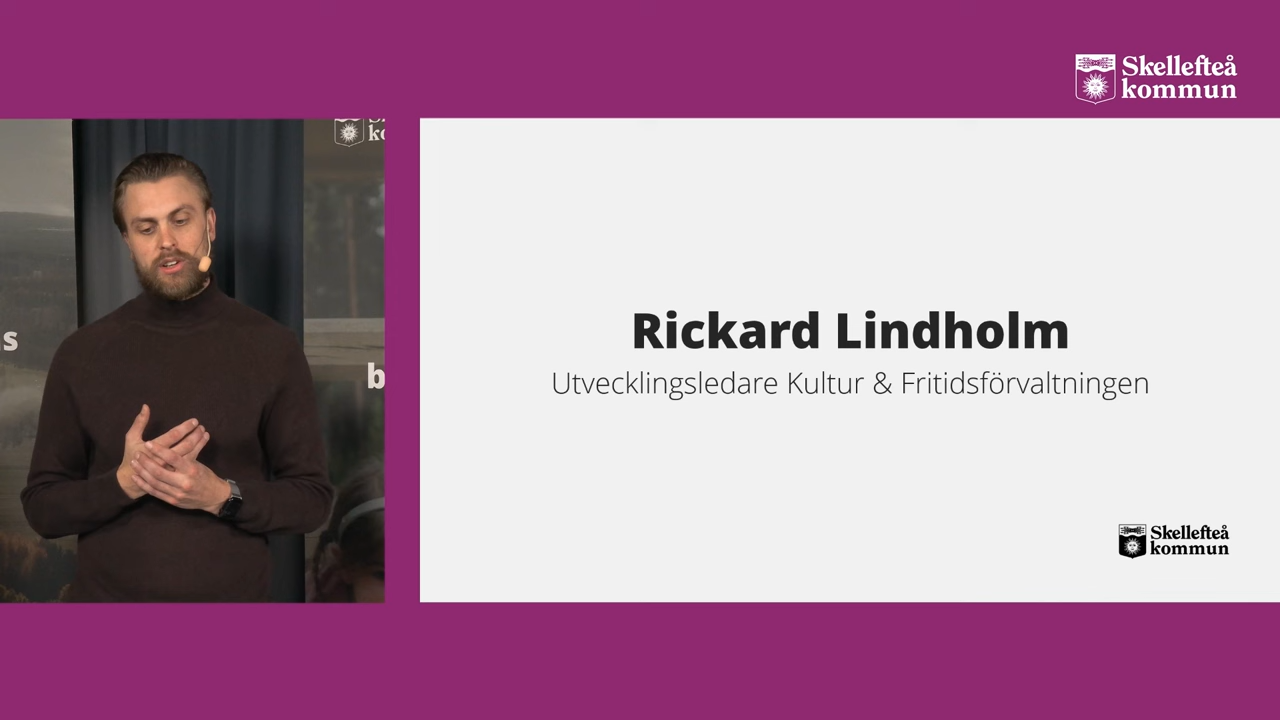 Skellefteå
kommun
s
b
Rickard Lindholm
Utvecklingsledare Kultur & Fritidsförvaltningen
Skellefteå
kommun